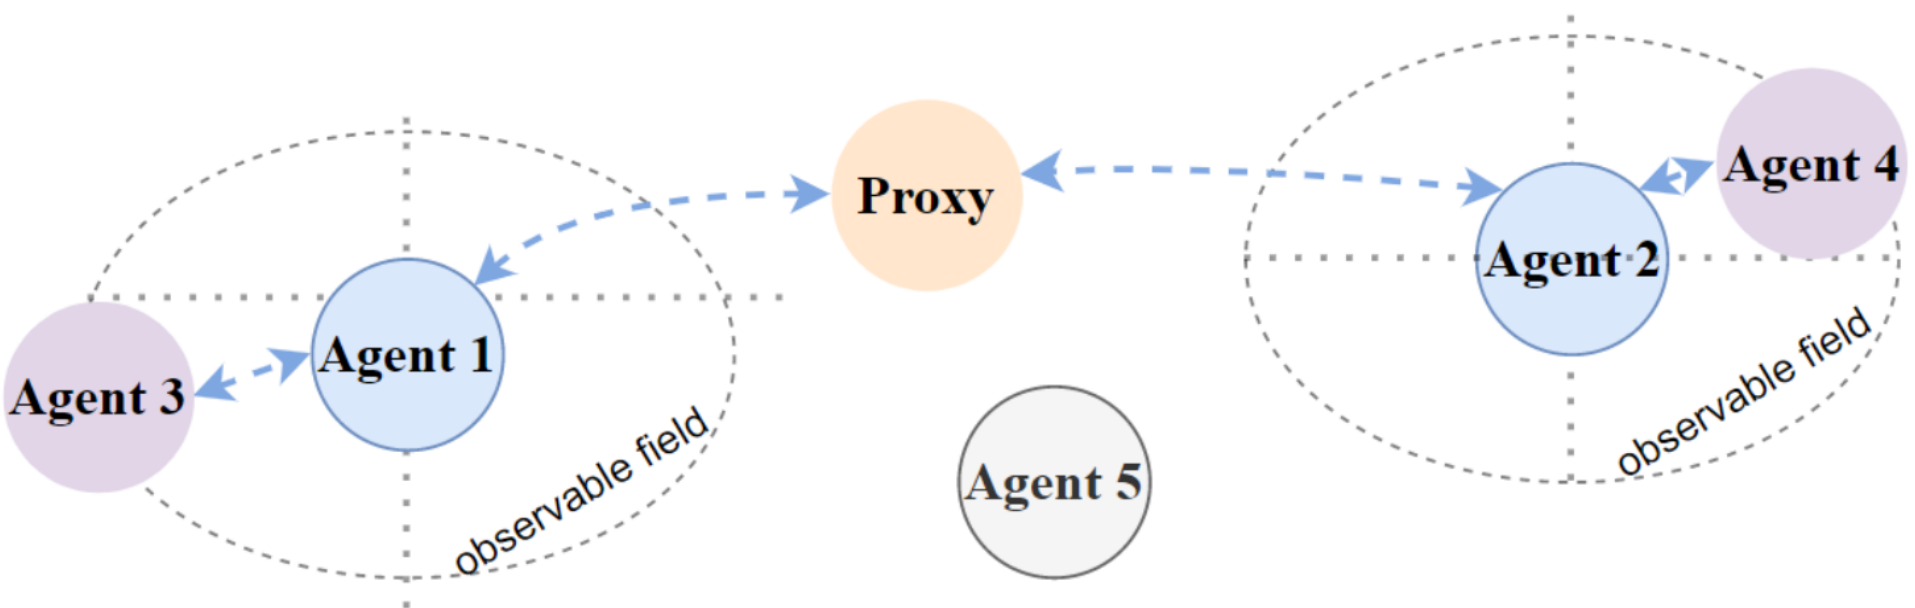 Agent 3
Agent 1
observable field
Proxy
Agent 5
Agent 2
Agent 4
observable field